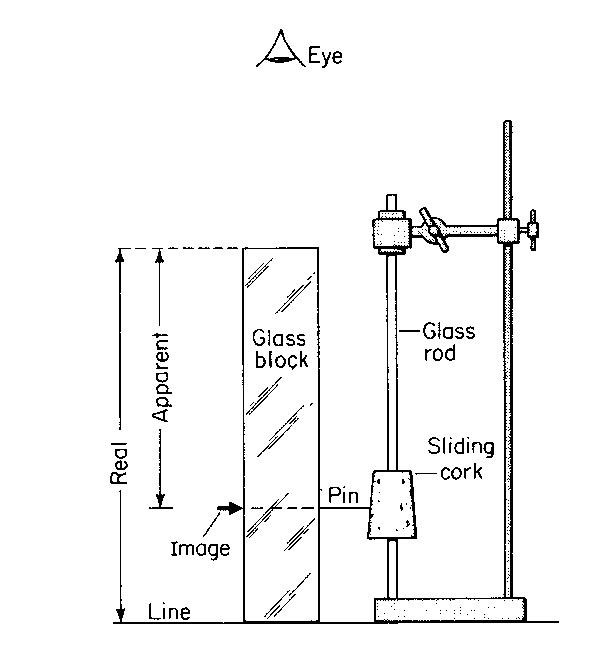 Eye
Glass
block
Glass
rod
Apparent
Real
Sliding
cork
Pin
Image
Line